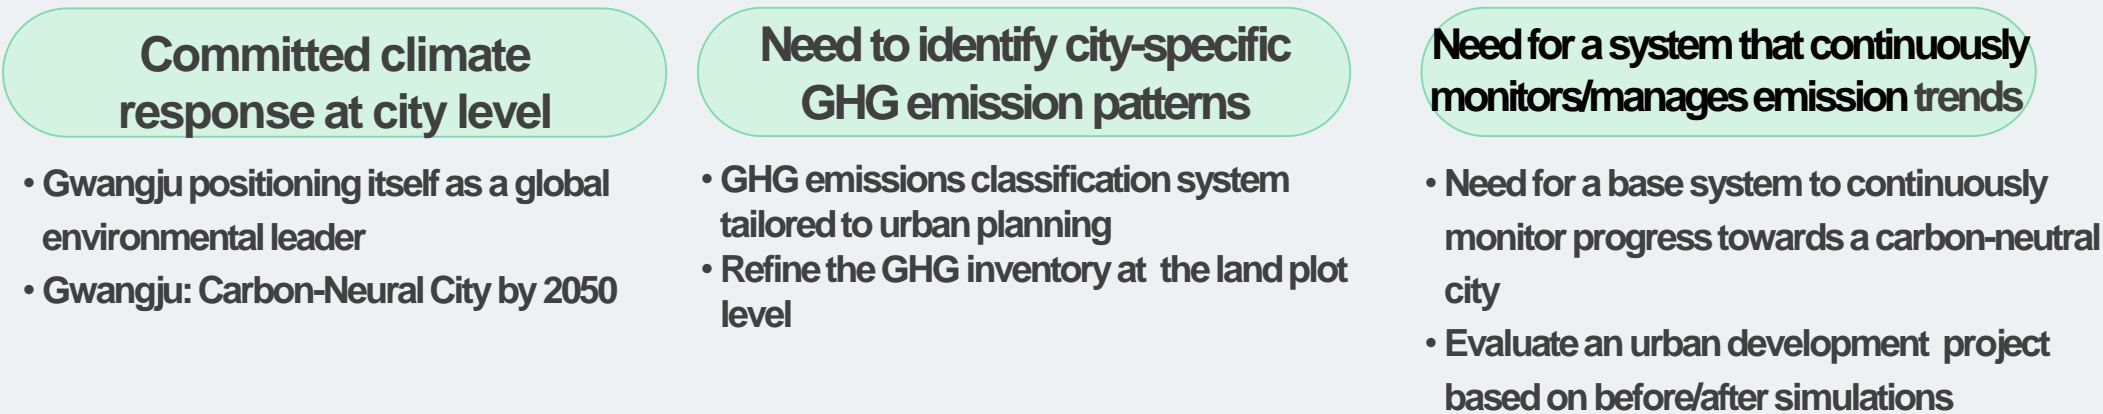 Committed climate
response at city level
• Gwangju positioning itself as a global
environmental leader
• Gwangju: Carbon-Neural City by 2050
Need to identify city-specific
GHG emission patterns
• GHG emissions classification system
tailored to urban planning
• Refine the GHG inventory at the land plot
level
Need for a system that continuously
monitors/manages emission trends
• Need for a base system to continuously
monitor progress towards a carbon-neutral
city
• Evaluate an urban development project
based on before/after simulations